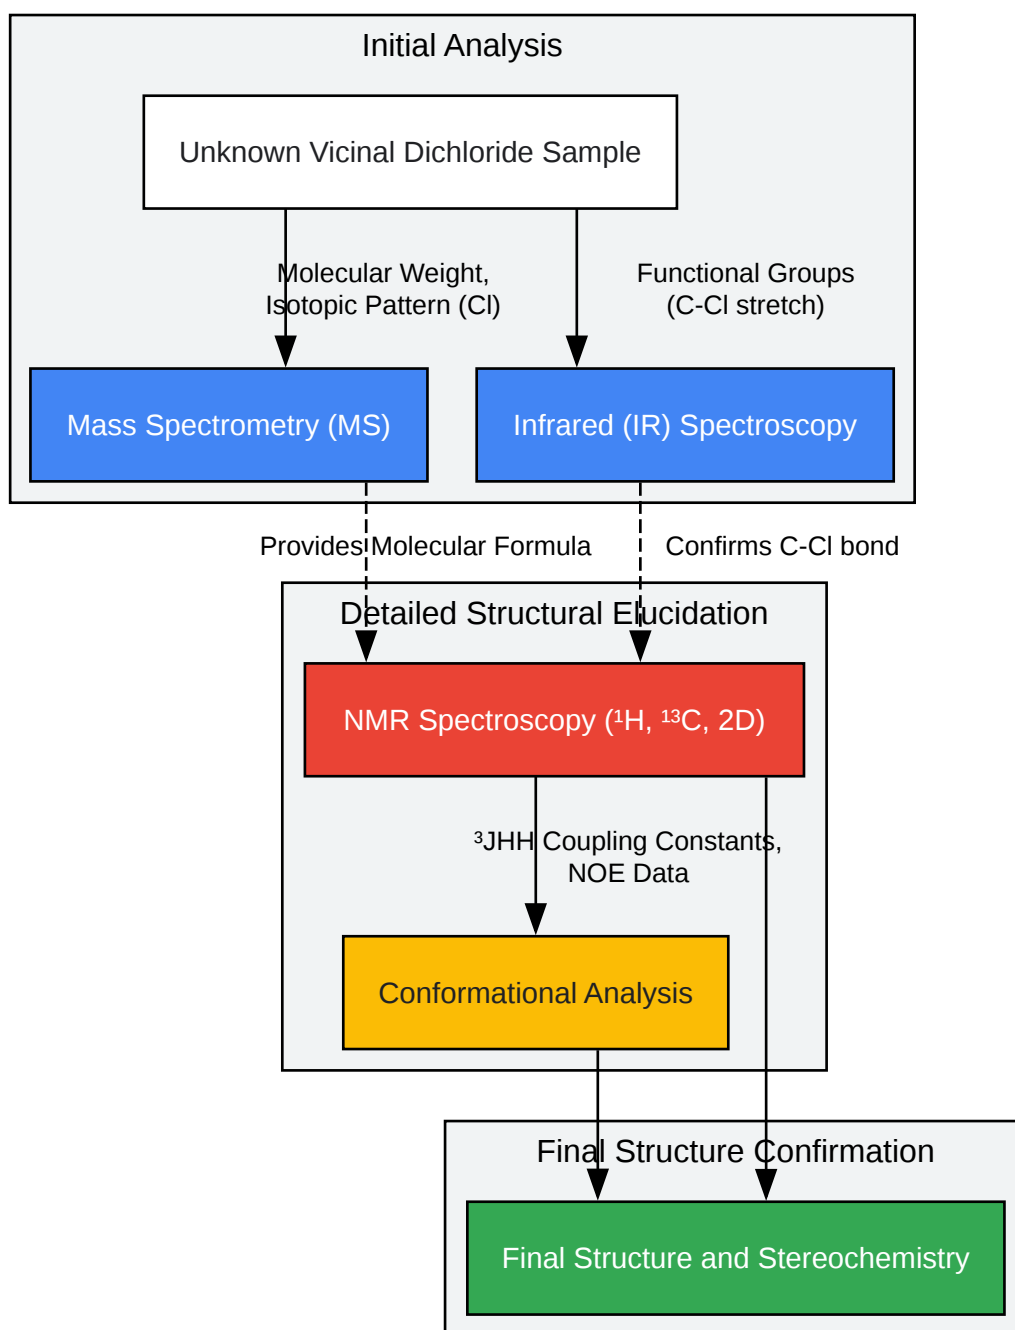 Initial Analysis
Unknown Vicinal Dichloride Sample
Molecular Weight,
Isotopic Pattern (Cl)
Functional Groups
(C-Cl stretch)
Mass Spectrometry (MS)
Infrared (IR) Spectroscopy
Provides Molecular Formula
Confirms C-Cl bond
Detailed Structural Elucidation
NMR Spectroscopy (¹H, ¹³C, 2D)
³JHH Coupling Constants,
NOE Data
Conformational Analysis
Final Structure Confirmation
Final Structure and Stereochemistry